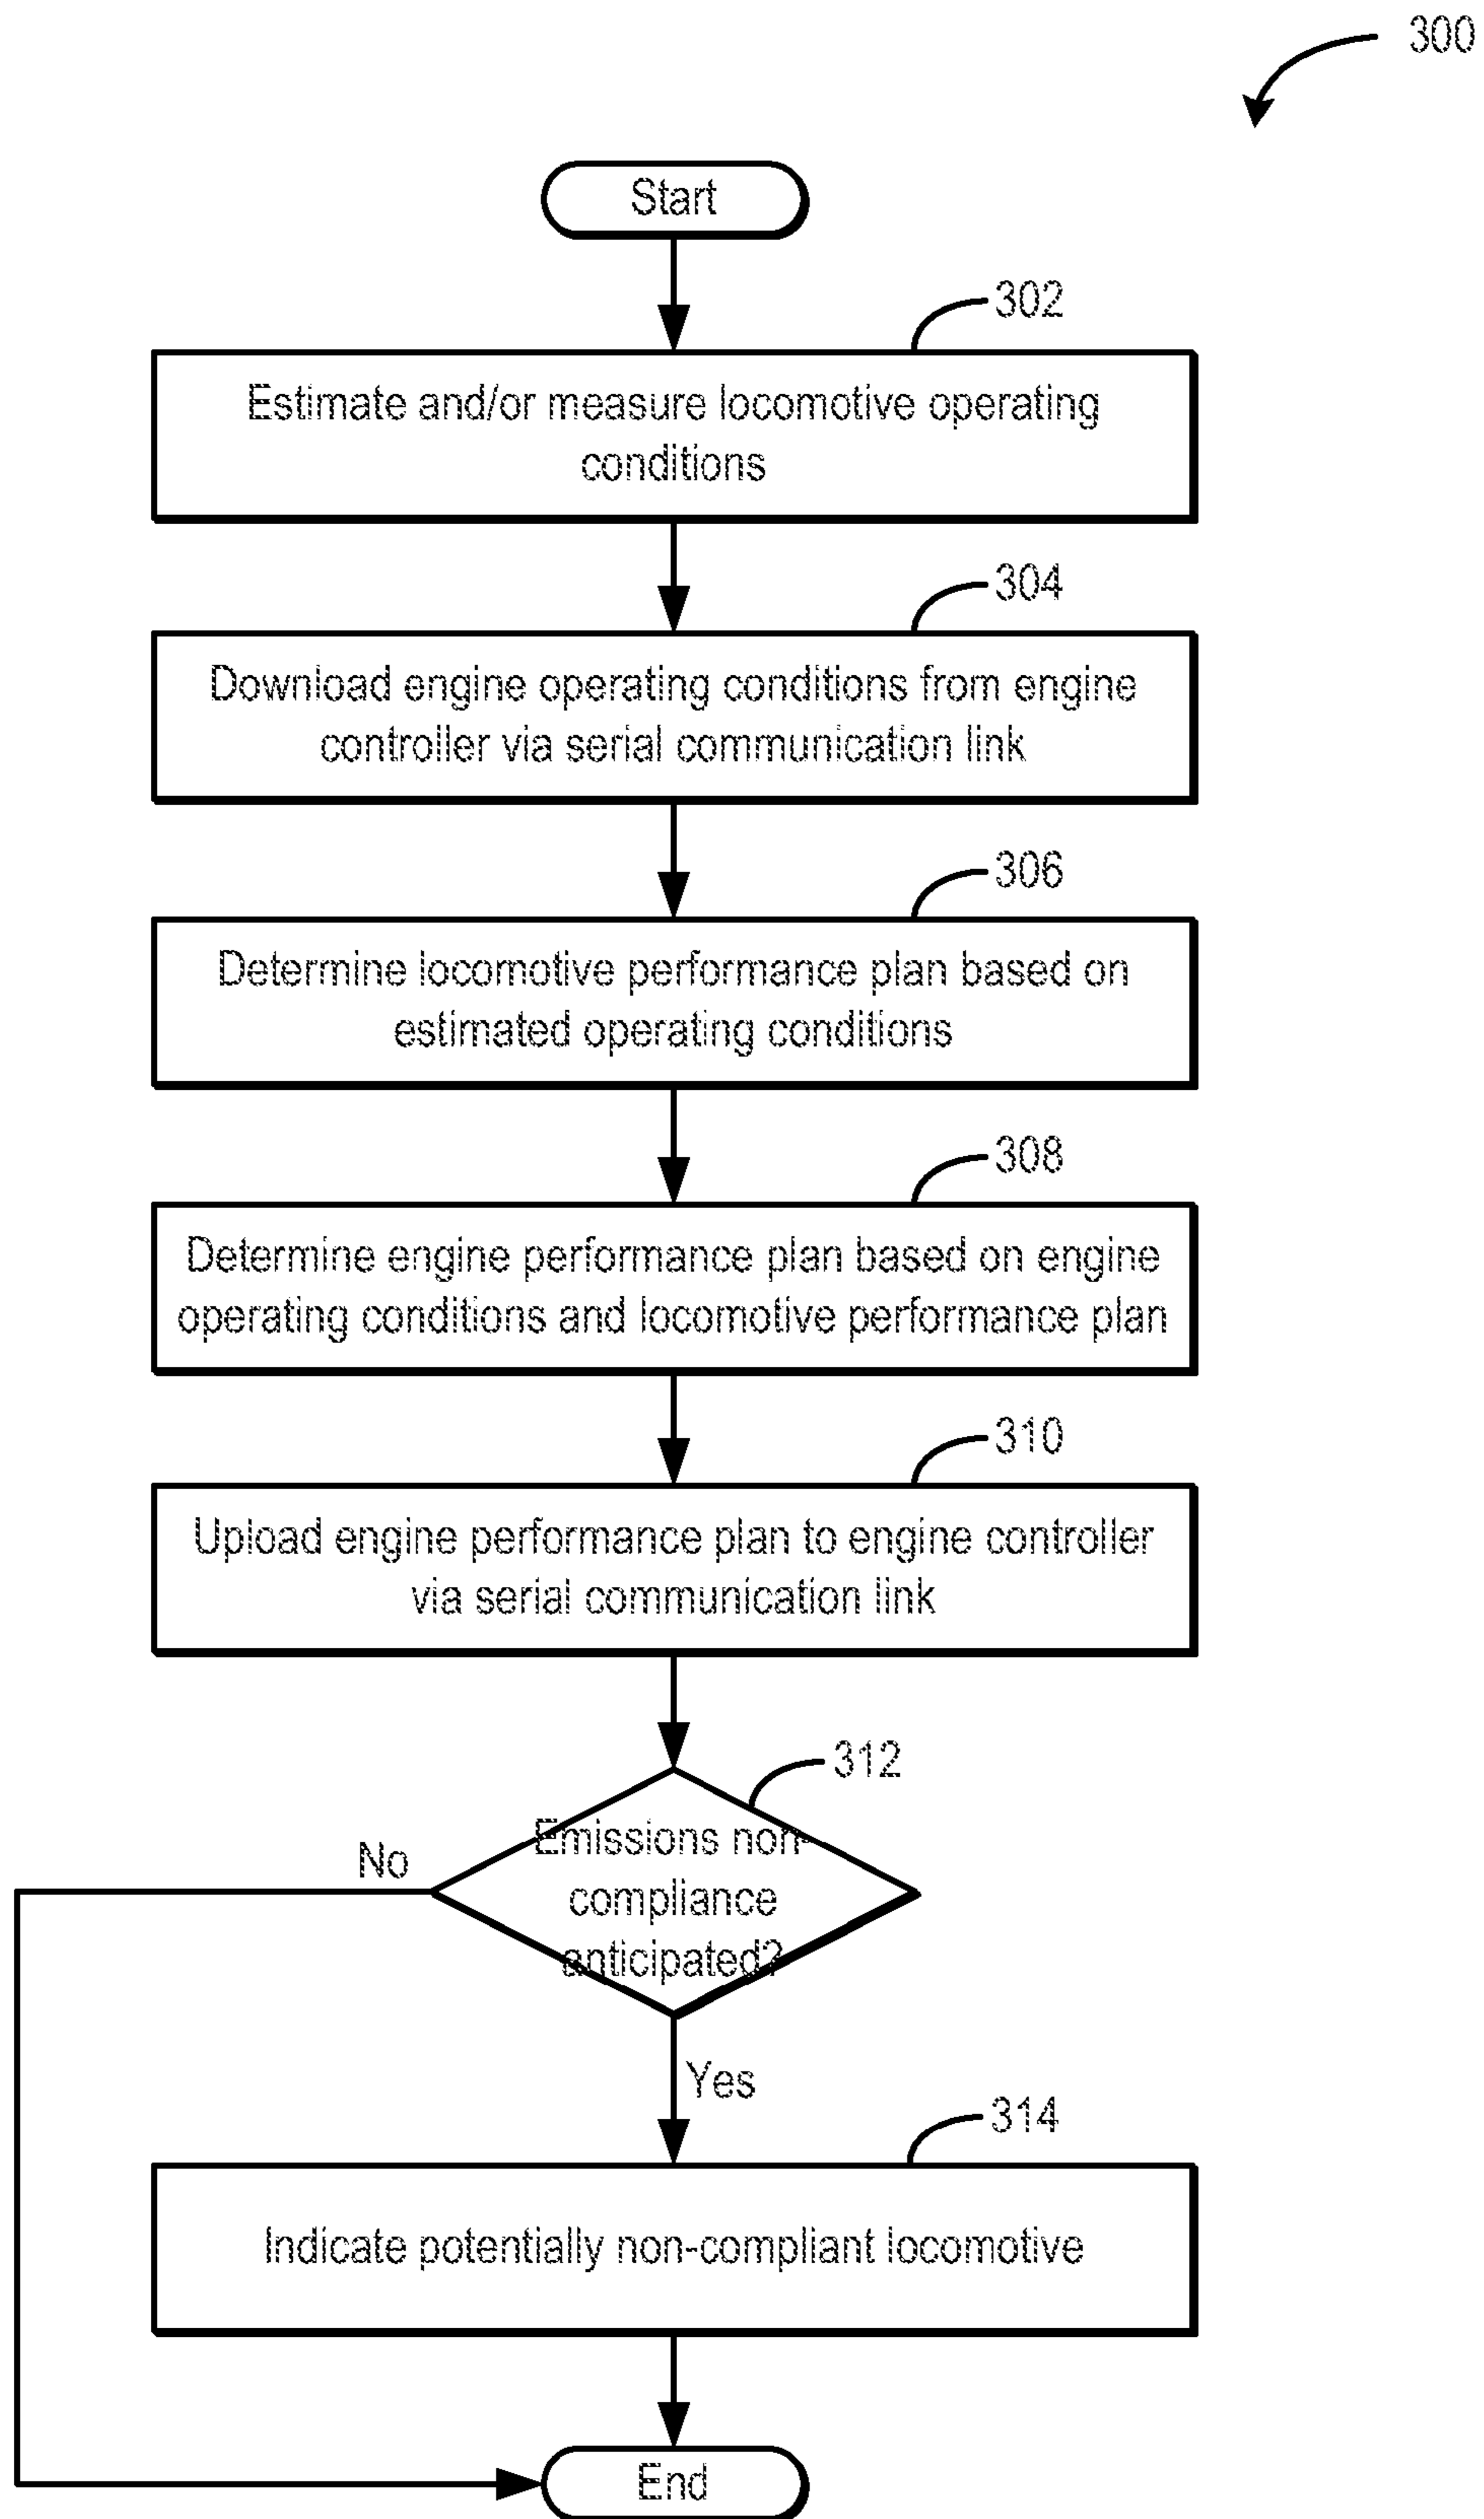 300
Start
302
Estimate and/or measure locomotive operating
conditions
304
Download engine operating conditions from engine
controller via serial communication link
306
Determine locomotive performance plan based on
estimated operating conditions
308
Determine engine performance plan based on engine
operating conditions and locomotive performance plan
310
Upload engine performance plan to engine controller
via serial communication link
312
Emissions non-
compliance
anticipated?
No
Yes
314
Indicate potentially non-compliant locomotive
End